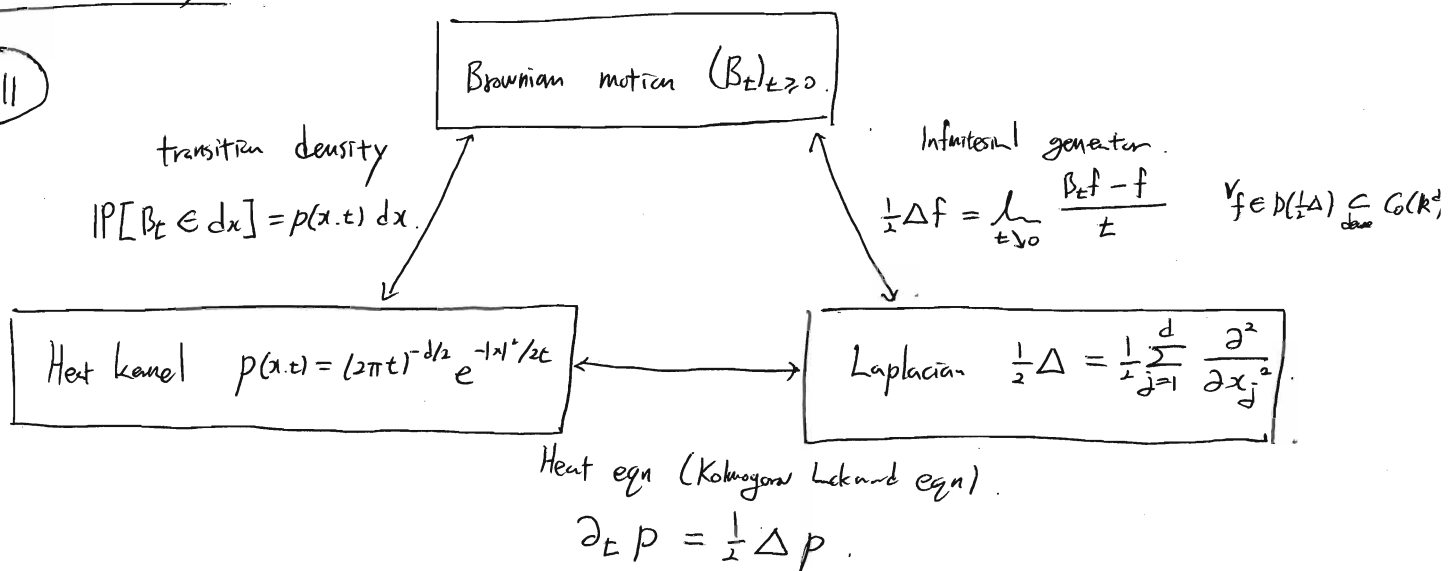 11
Brownian motion (B_t)_{t≥0}.
transition density
ℙ[B_t ∈ dx] = p(x.t) dx.
Infinitesimal generator.
½Δf = lim_{t↘0} (B_t f − f)/t ∀f ∈ D(½Δ) ⊆_{dense} C_0(ℝ^d)
Heat kernel p(x.t) = (2πt)^{-d/2} e^{-|x|²/2t}
Laplacian ½Δ = ½ Σ_{j=1}^{d} ∂²/∂x_j².
Heat eqn (Kolmogorov backward eqn).
∂_t p = ½ Δ p.